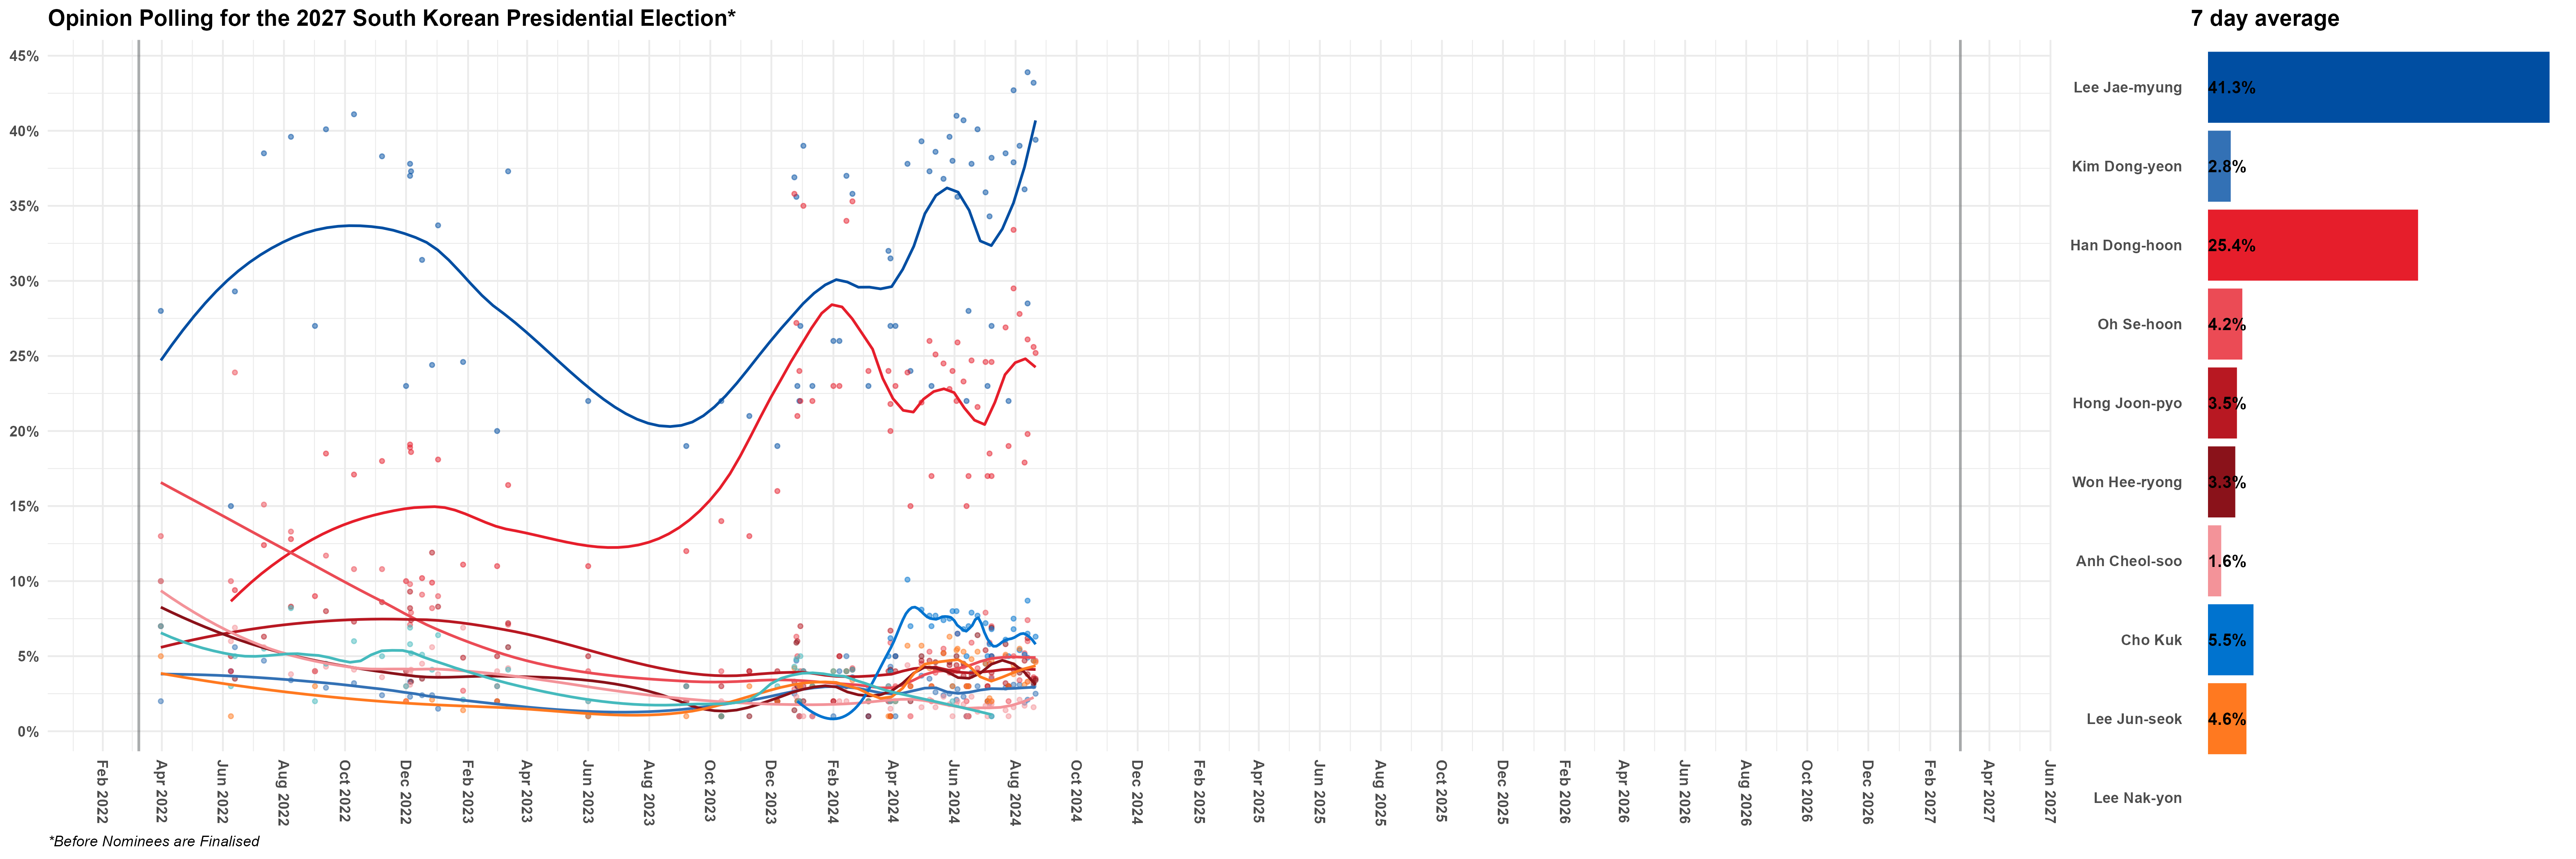 Opinion Polling for the 2027 South Korean Presidential Election*
7 day average
45%
40%
35%
30%
25%
20%
15%
10%
5%
0%
Feb 2022
Apr 2022
Jun 2022
Aug 2022
Oct 2022
Dec 2022
Feb 2023
Apr 2023
Jun 2023
Aug 2023
Oct 2023
Dec 2023
Feb 2024
Apr 2024
Jun 2024
Aug 2024
Oct 2024
Dec 2024
Feb 2025
Apr 2025
Jun 2025
Aug 2025
Oct 2025
Dec 2025
Feb 2026
Apr 2026
Jun 2026
Aug 2026
Oct 2026
Dec 2026
Feb 2027
Apr 2027
Jun 2027
Lee Jae-myung 41.3%
Kim Dong-yeon 2.8%
Han Dong-hoon 25.4%
Oh Se-hoon 4.2%
Hong Joon-pyo 3.5%
Won Hee-ryong 3.3%
Anh Cheol-soo 1.6%
Cho Kuk 5.5%
Lee Jun-seok 4.6%
Lee Nak-yon
*Before Nominees are Finalised